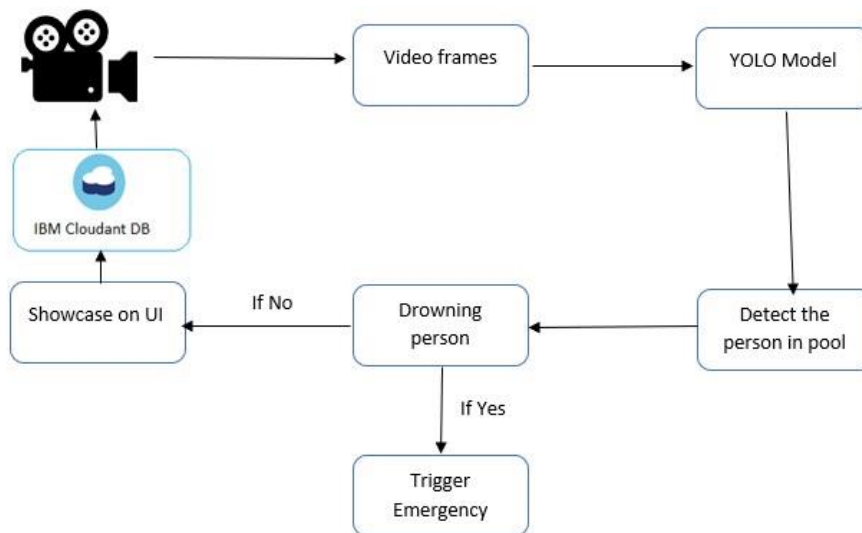 Video frames
YOLO Model
IBM Cloudant DB
Showcase on UI
If No
Drowning
person
Detect the
person in pool
If Yes
Trigger
Emergency